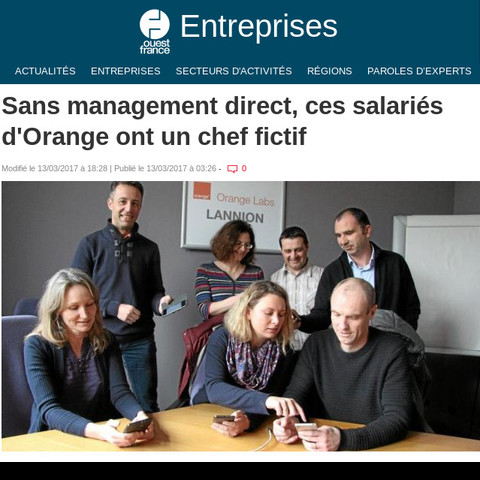 ouest
france
Entreprises
ACTUALITÉS ENTREPRISES SECTEURS D'ACTIVITÉS RÉGIONS PAROLES D'EXPERTS
Sans management direct, ces salariés
d'Orange ont un chef fictif
Modifié le 13/03/2017 à 18:28 | Publié le 13/03/2017 à 03:26 - 0
Orange Labs
LANNION